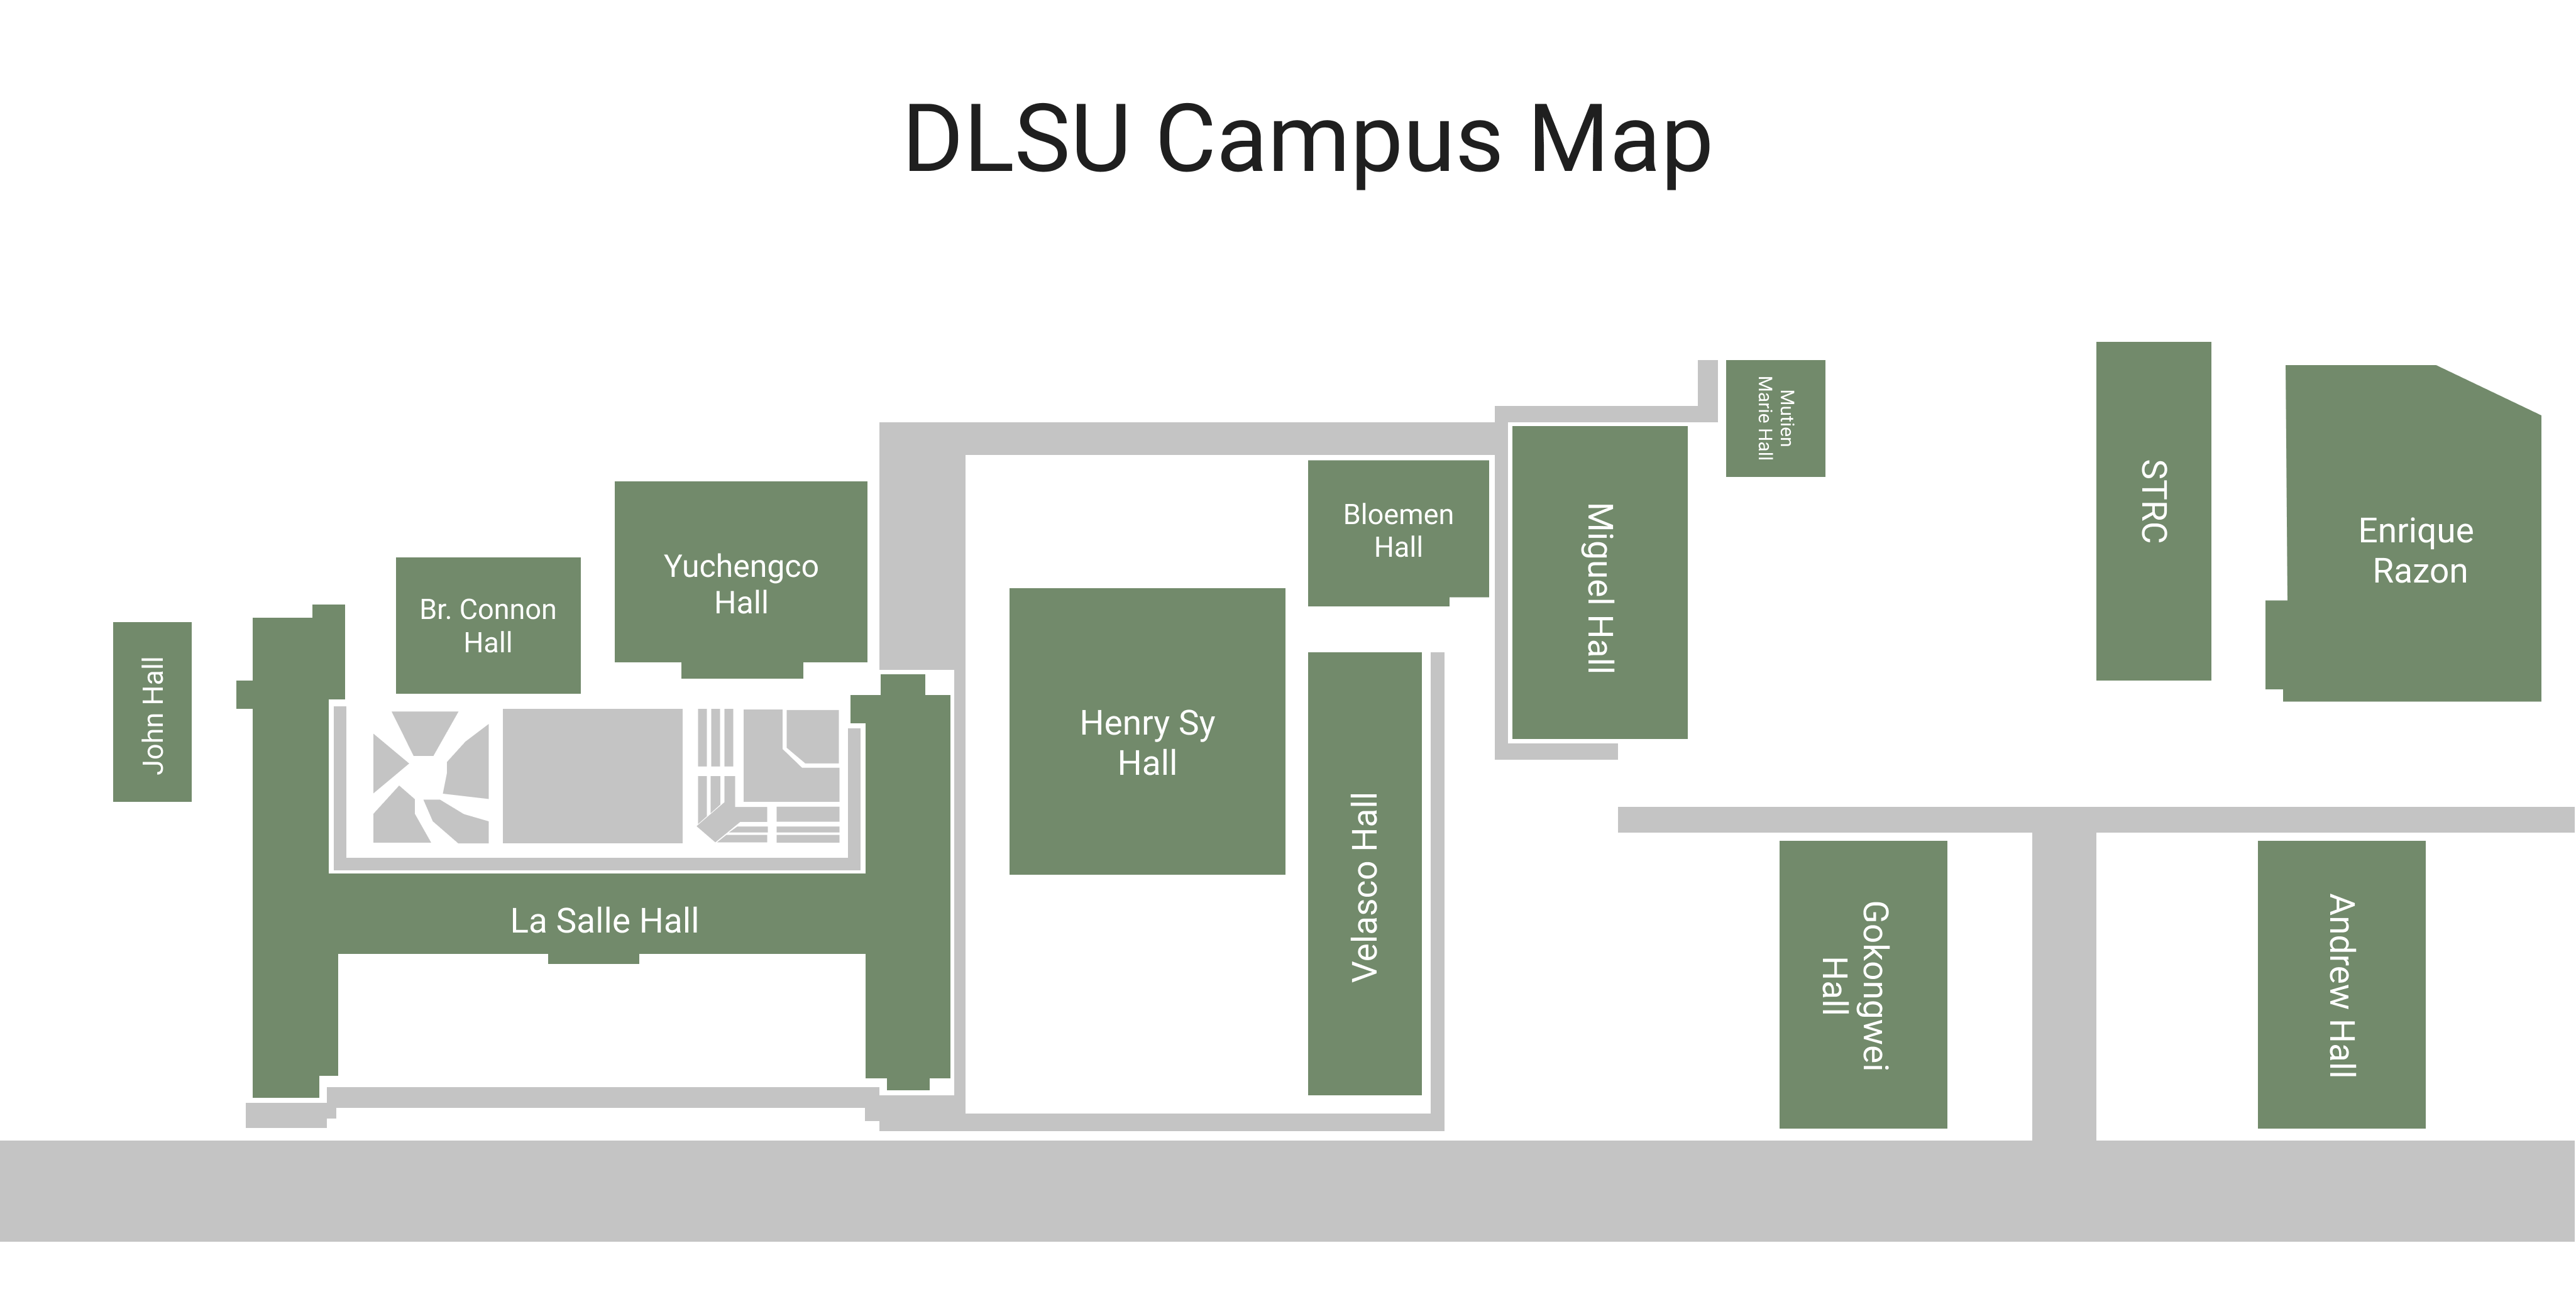 DLSU Campus Map
John Hall
Br. Connon
Hall
Yuchengco
Hall
La Salle Hall
Henry Sy
Hall
Bloemen
Hall
Velasco Hall
Miguel Hall
Mutien
Marie Hall
STRC
Enrique
Razon
Gokongwei
Hall
Andrew Hall